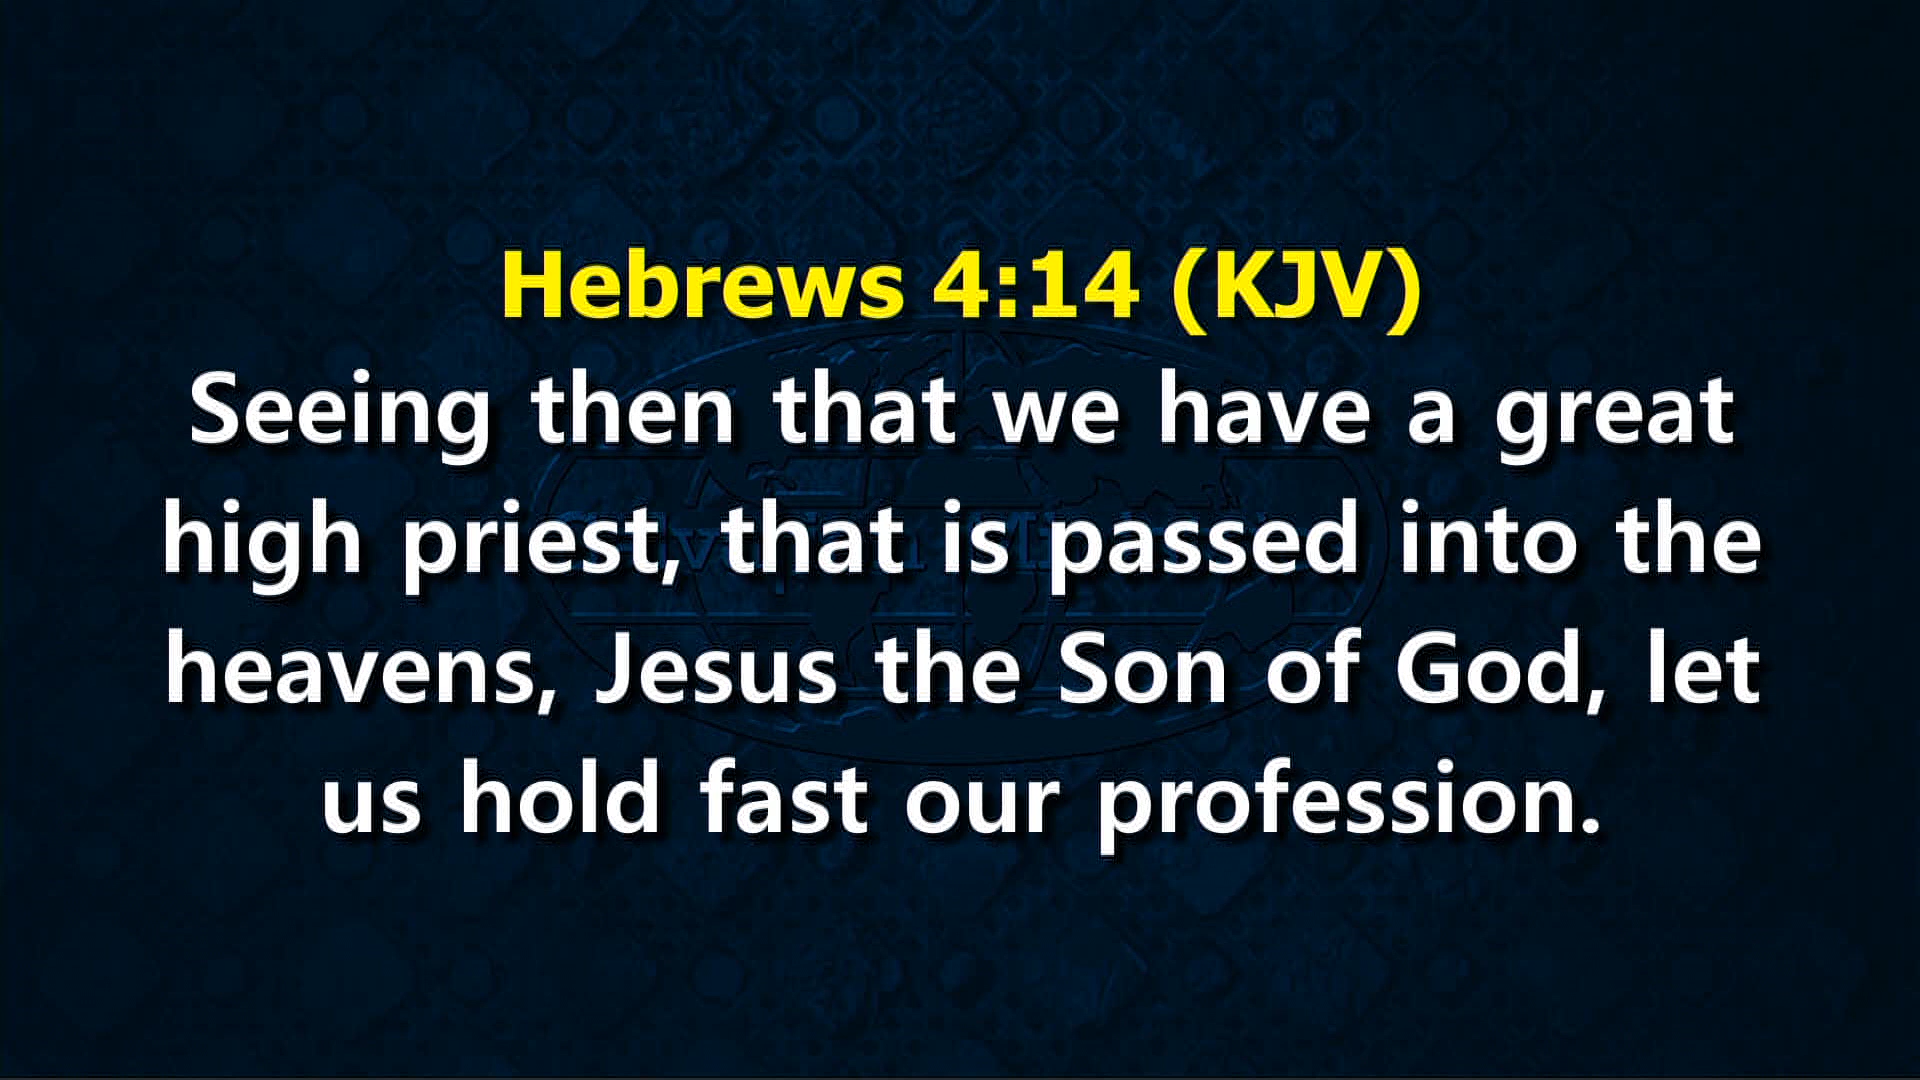 Hebrews 4:14 (KJV)
Seeing then that we have a great
high priest, that is passed into the
heavens, Jesus the Son of God, let
us hold fast our profession.